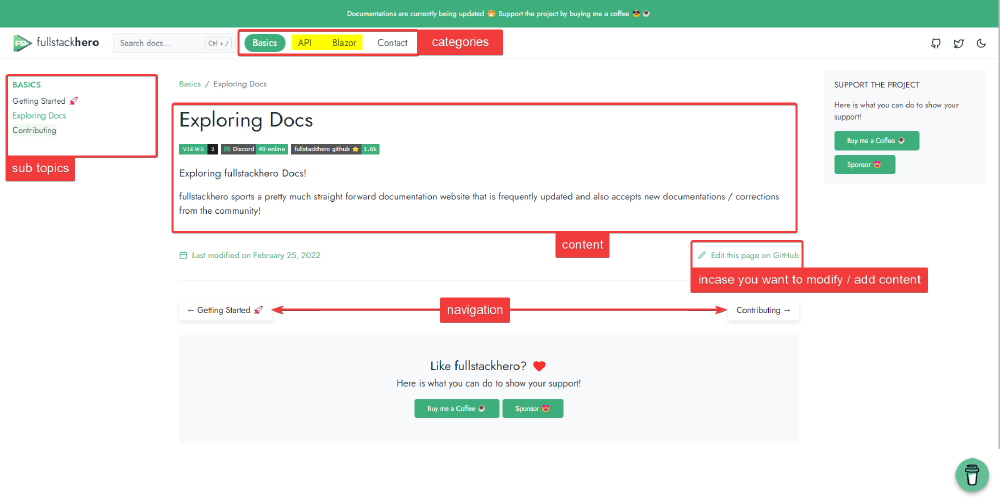 Documentations are currently being updated 🤭 Support the project by buying me a coffee 😎☕
fullstackhero
Search docs...
Ctrl + /
Basics
API
Blazor
Contact
categories
BASICS
Getting Started 🚀
Exploring Docs
Contributing
sub topics
Basics / Exploring Docs
Exploring Docs
VIEWS 2
Discord 49 online
fullstackhero github ⭐ 1.6k
Exploring fullstackhero Docs!
fullstackhero sports a pretty much straight forward documentation website that is frequently updated and also accepts new documentations / corrections
from the community!
content
Last modified on February 25, 2022
Edit this page on GitHub
incase you want to modify / add content
← Getting Started 🚀
navigation
Contributing →
Like fullstackhero? ❤️
Here is what you can do to show your support!
Buy me a Coffee ☕
Sponsor 😍
SUPPORT THE PROJECT
Here is what you can do to show your
support!
Buy me a Coffee ☕
Sponsor 😍